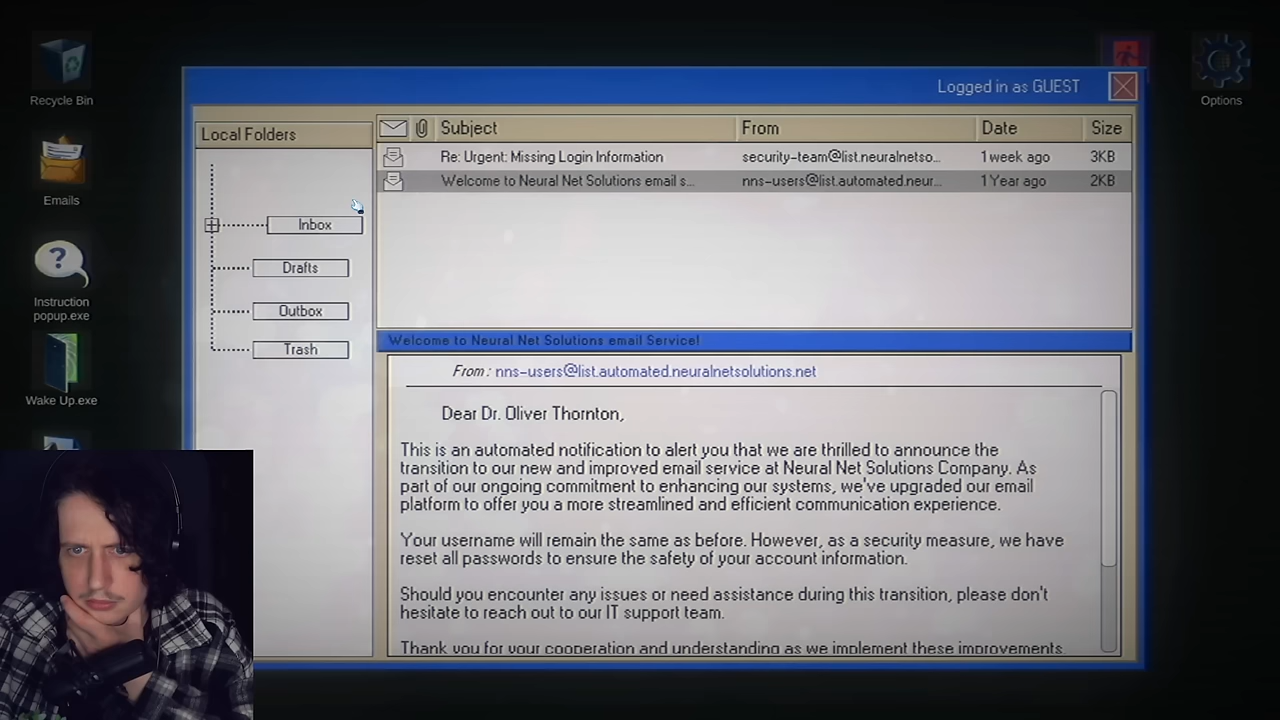 Recycle Bin
Emails
Instruction
popup.exe
Wake Up.exe
Options
Logged in as GUEST
Local Folders
Inbox
Drafts
Outbox
Trash
Subject From Date Size
Re: Urgent: Missing Login Information security-team@list.neuralnetso... 1 week ago 3KB
Welcome to Neural Net Solutions email s... nns-users@list.automated.neur... 1 Year ago 2KB
Welcome to Neural Net Solutions email Service!
From : nns-users@list.automated.neuralnetsolutions.net
Dear Dr. Oliver Thornton,
This is an automated notification to alert you that we are thrilled to announce the
transition to our new and improved email service at Neural Net Solutions Company. As
part of our ongoing commitment to enhancing our systems, we've upgraded our email
platform to offer you a more streamlined and efficient communication experience.
Your username will remain the same as before. However, as a security measure, we have
reset all passwords to ensure the safety of your account information.
Should you encounter any issues or need assistance during this transition, please don't
hesitate to reach out to our IT support team.
Thank you for your cooperation and understanding as we implement these improvements.